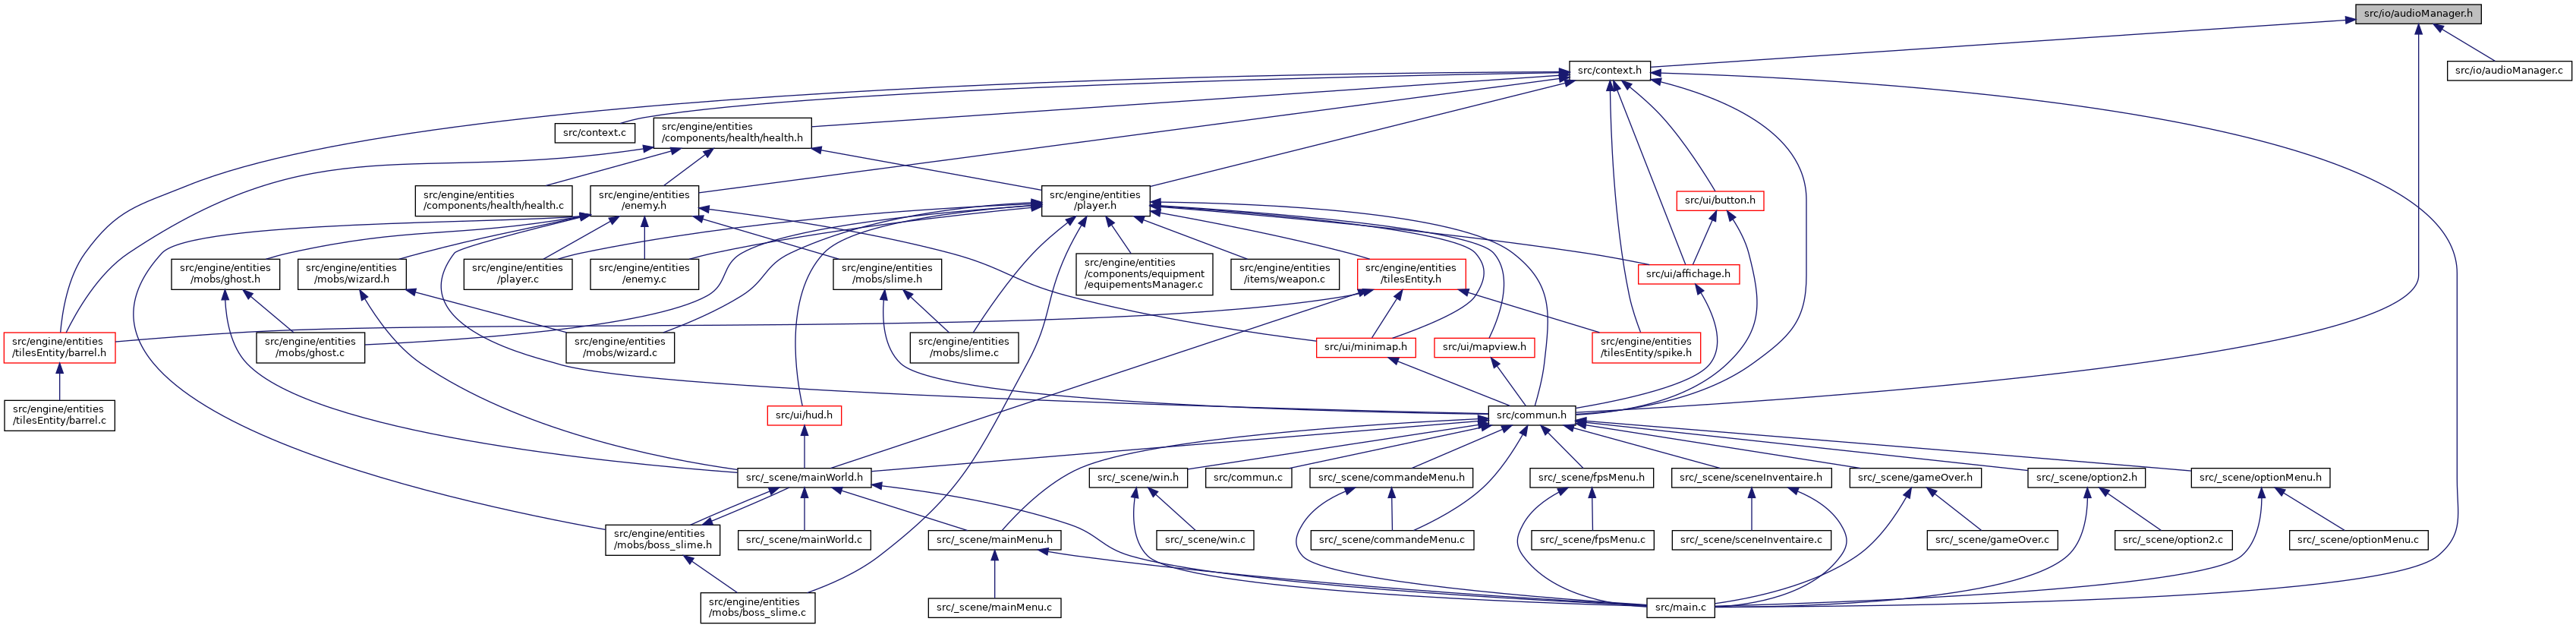 src/io/audioManager.h
src/context.h
src/io/audioManager.c
src/context.c
src/engine/entities
/components/health/health.h
src/engine/entities
/components/health/health.c
src/engine/entities
/enemy.h
src/engine/entities
/player.h
src/ui/button.h
src/engine/entities
/mobs/ghost.h
src/engine/entities
/mobs/wizard.h
src/engine/entities
/player.c
src/engine/entities
/enemy.c
src/engine/entities
/mobs/slime.h
src/engine/entities
/components/equipment
/equipementsManager.c
src/engine/entities
/items/weapon.c
src/engine/entities
/tilesEntity.h
src/ui/affichage.h
src/engine/entities
/tilesEntity/barrel.h
src/engine/entities
/mobs/ghost.c
src/engine/entities
/mobs/wizard.c
src/engine/entities
/mobs/slime.c
src/ui/minimap.h
src/ui/mapview.h
src/engine/entities
/tilesEntity/spike.h
src/engine/entities
/tilesEntity/barrel.c
src/ui/hud.h
src/commun.h
src/_scene/mainWorld.h
src/_scene/win.h
src/commun.c
src/_scene/commandeMenu.h
src/_scene/fpsMenu.h
src/_scene/sceneInventaire.h
src/_scene/gameOver.h
src/_scene/option2.h
src/_scene/optionMenu.h
src/engine/entities
/mobs/boss_slime.h
src/_scene/mainWorld.c
src/_scene/mainMenu.h
src/_scene/win.c
src/_scene/commandeMenu.c
src/_scene/fpsMenu.c
src/_scene/sceneInventaire.c
src/_scene/gameOver.c
src/_scene/option2.c
src/_scene/optionMenu.c
src/engine/entities
/mobs/boss_slime.c
src/_scene/mainMenu.c
src/main.c